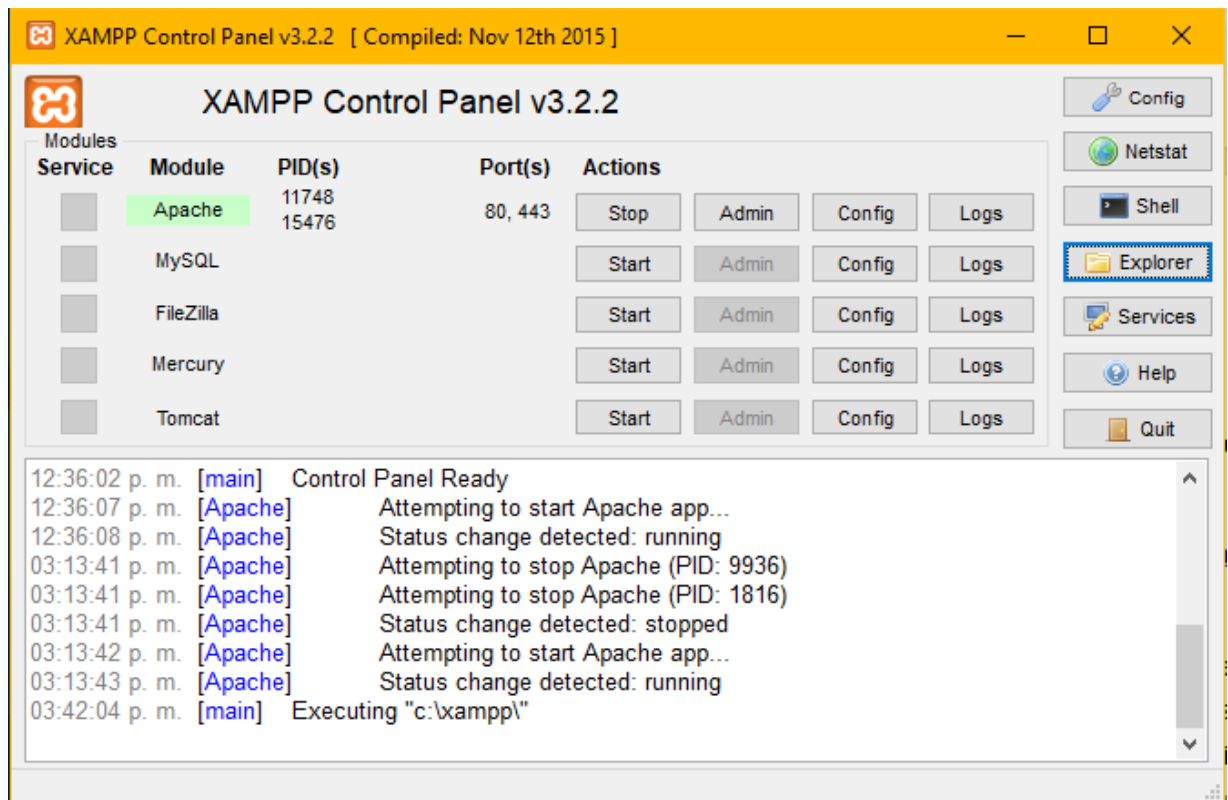 XAMPP Control Panel v3.2.2 [ Compiled: Nov 12th 2015 ]
XAMPP Control Panel v3.2.2
Config
Modules
Service Module PID(s) Port(s) Actions
Netstat
Apache 11748 15476 80, 443 Stop Admin Config Logs
Shell
MySQL Start Admin Config Logs
Explorer
FileZilla Start Admin Config Logs
Services
Mercury Start Admin Config Logs
Help
Tomcat Start Admin Config Logs
Quit
12:36:02 p. m. [main] Control Panel Ready
12:36:07 p. m. [Apache] Attempting to start Apache app...
12:36:08 p. m. [Apache] Status change detected: running
03:13:41 p. m. [Apache] Attempting to stop Apache (PID: 9936)
03:13:41 p. m. [Apache] Attempting to stop Apache (PID: 1816)
03:13:41 p. m. [Apache] Status change detected: stopped
03:13:42 p. m. [Apache] Attempting to start Apache app...
03:13:43 p. m. [Apache] Status change detected: running
03:42:04 p. m. [main] Executing "c:\xampp\"